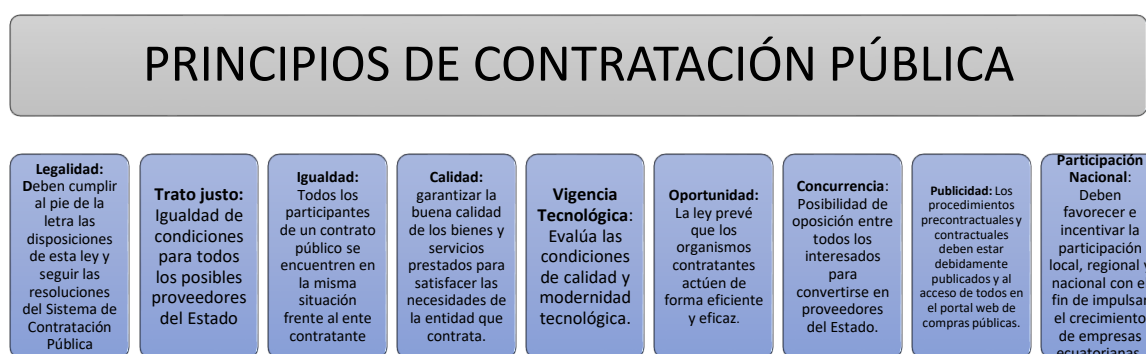 PRINCIPIOS DE CONTRATACIÓN PÚBLICA
Legalidad:
Deben cumplir
al pie de la
letra las
disposiciones
de esta ley y
seguir las
resoluciones
del Sistema de
Contratación
Pública
Trato justo:
Igualdad de
condiciones
para todos
los posibles
proveedores
del Estado
Igualdad:
Todos los
participantes
de un contrato
público se
encuentren en
la misma
situación
frente al ente
contratante
Calidad:
garantizar la
buena calidad
de los bienes y
servicios
prestados para
satisfacer las
necesidades de
la entidad que
contrata.
Vigencia
Tecnológica:
Evalúa las
condiciones
de calidad y
modernidad
tecnológica.
Oportunidad:
La ley prevé
que los
organismos
contratantes
actúen de
forma eficiente
y eficaz.
Concurrencia:
Posibilidad de
oposición entre
todos los
interesados
para
convertirse en
proveedores
del Estado.
Publicidad: Los
procedimientos
precontractuales y
contractuales
deben estar
debidamente
publicados y al
acceso de todos en
el portal web de
compras públicas.
Participación
Nacional:
Deben
favorecer e
incentivar la
participación
local, regional y
nacional con el
fin de impulsar
el crecimiento
de empresas
ecuatorianas